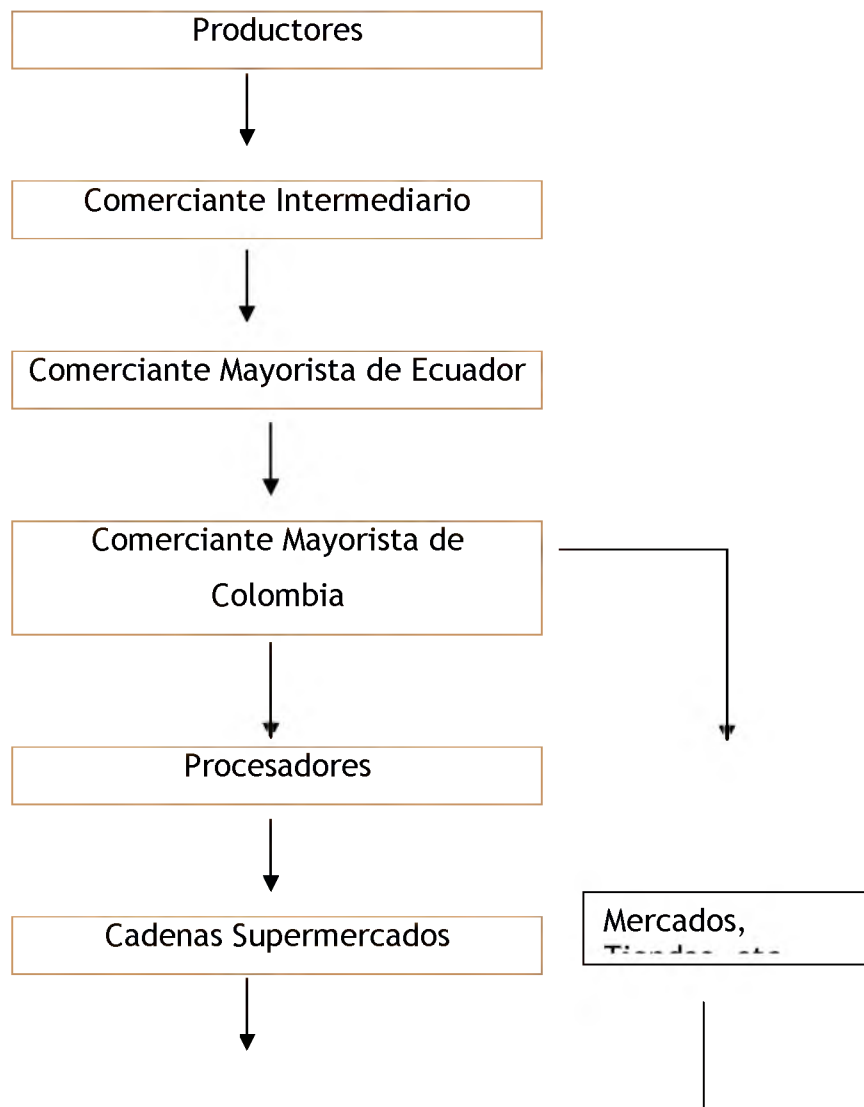 Productores
Comerciante Intermediario
Comerciante Mayorista de Ecuador
Comerciante Mayorista de
Colombia
Procesadores
Cadenas Supermercados
Mercados,